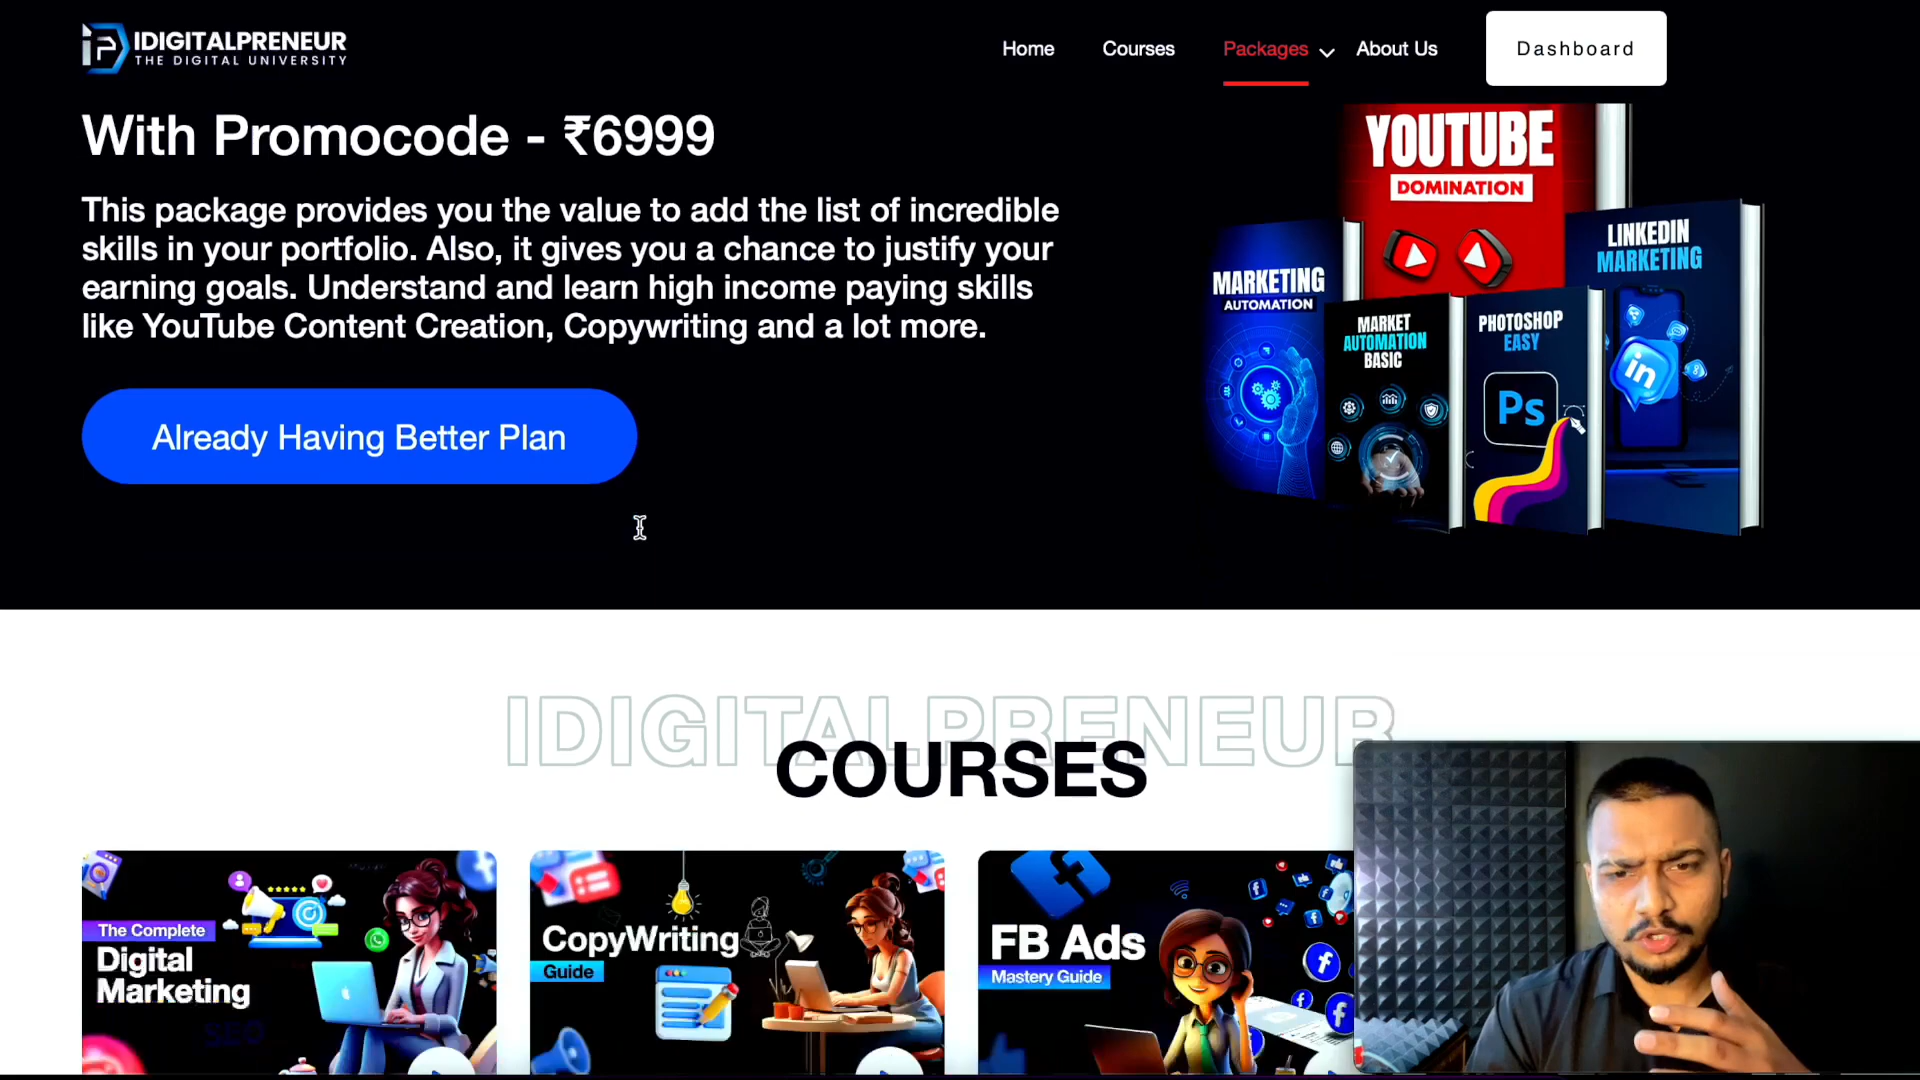 IDIGITALPRENEUR
THE DIGITAL UNIVERSITY
Home
Courses
Packages
About Us
Dashboard
With Promocode - ₹6999
This package provides you the value to add the list of incredible
skills in your portfolio. Also, it gives you a chance to justify your
earning goals. Understand and learn high income paying skills
like YouTube Content Creation, Copywriting and a lot more.
Already Having Better Plan
YOUTUBE
DOMINATION
MARKETING
AUTOMATION
MARKET
AUTOMATION
BASIC
PHOTOSHOP
EASY
Ps
LINKEDIN
MARKETING
in
IDIGITALPRENEUR
COURSES
The Complete
Digital
Marketing
SEO
CopyWriting
Guide
FB Ads
Mastery Guide